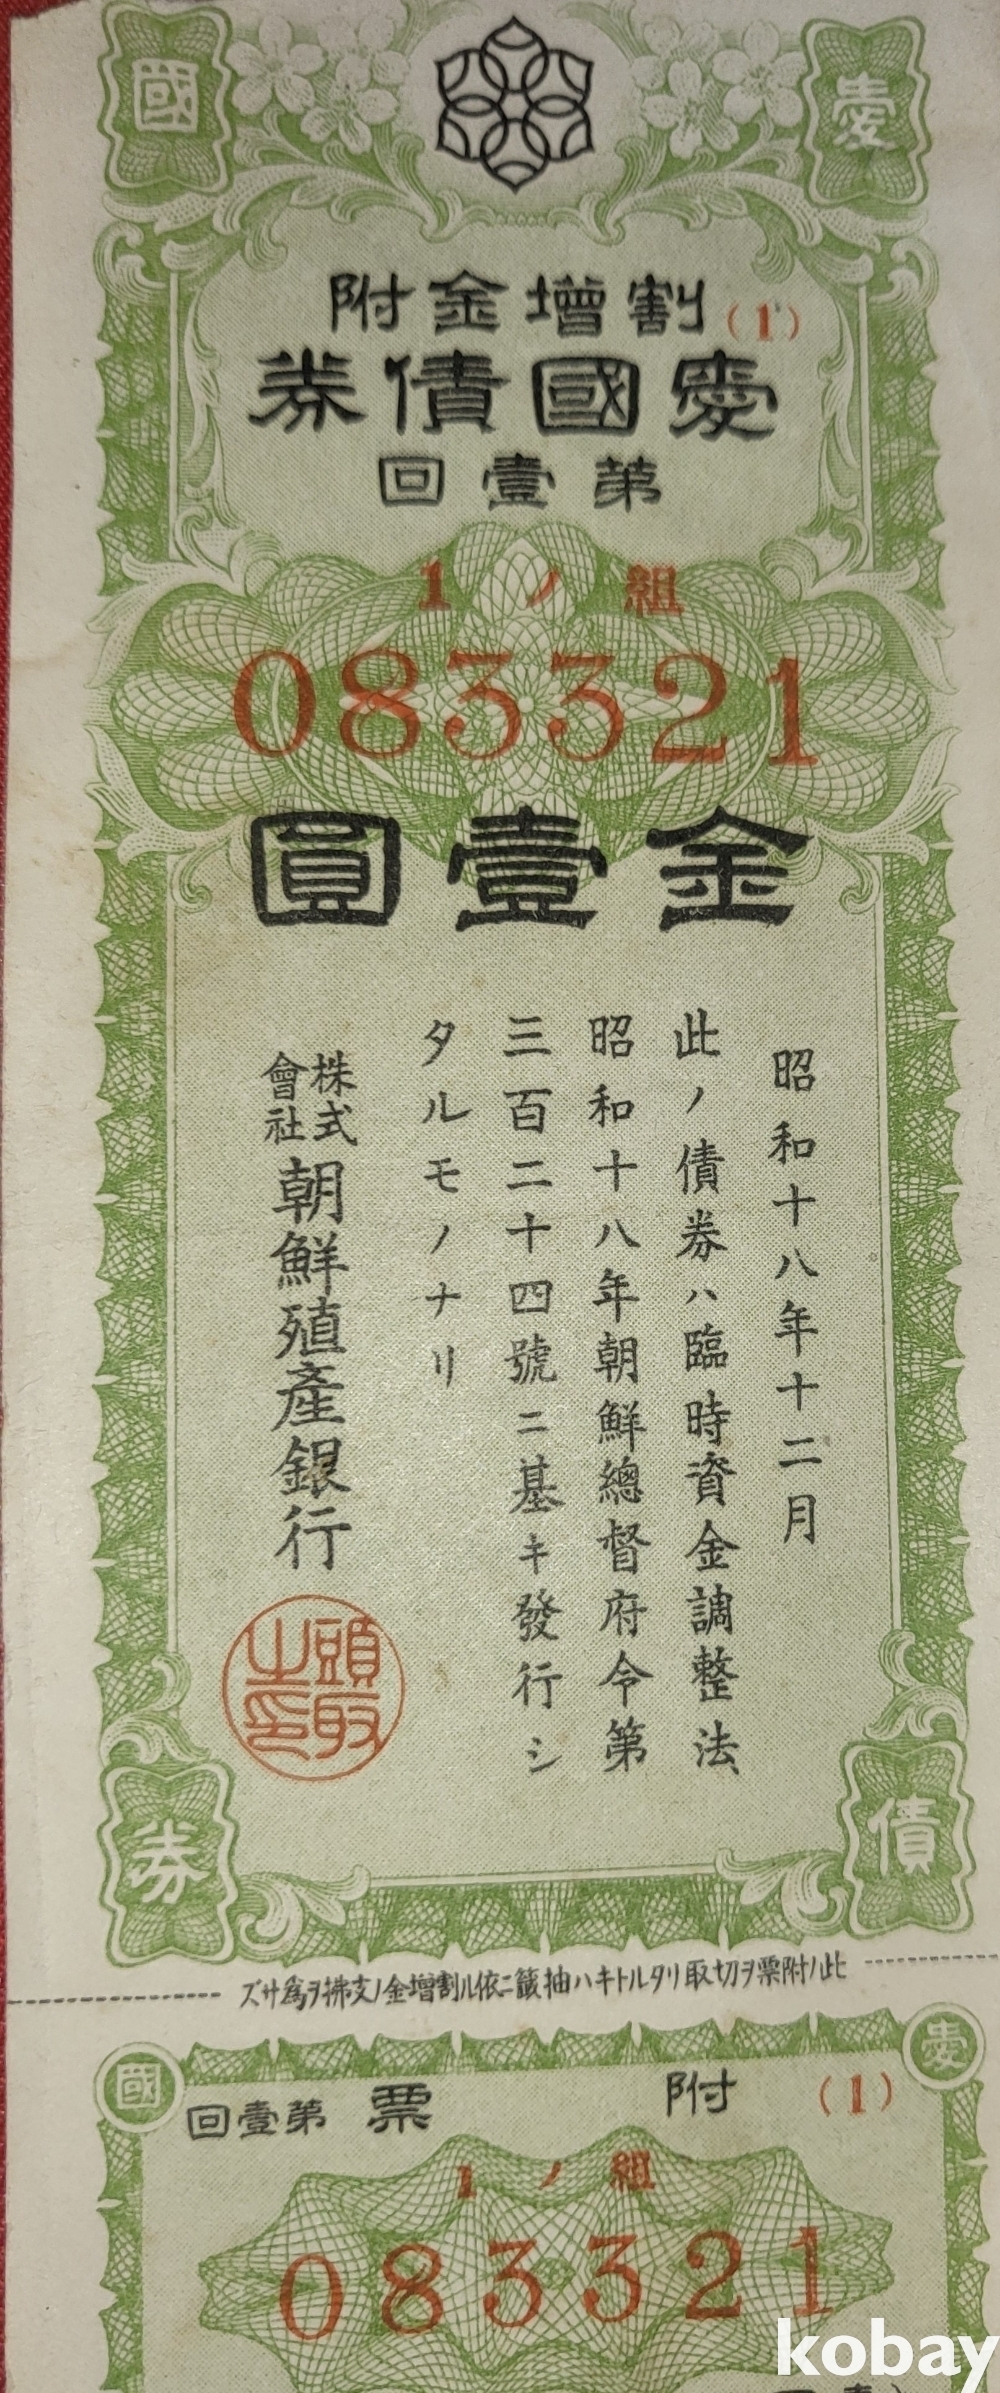 愛國
割增金附 (1)
愛國債券
第壹回
組ノ1
083321
金壹圓
昭和十八年十二月
此ノ債券ハ臨時資金調整法
昭和十八年朝鮮總督府令第
三百二十四號ニ基キ發行シ
タルモノナリ
株式會社朝鮮殖產銀行
頭取之印
債券
此ノ附票ヲ切取リタルトキハ抽籤ニ依ル割增金ノ支拂ヲ爲サズ
愛國
(1) 附票 第壹回
組ノ1
083321
kobay